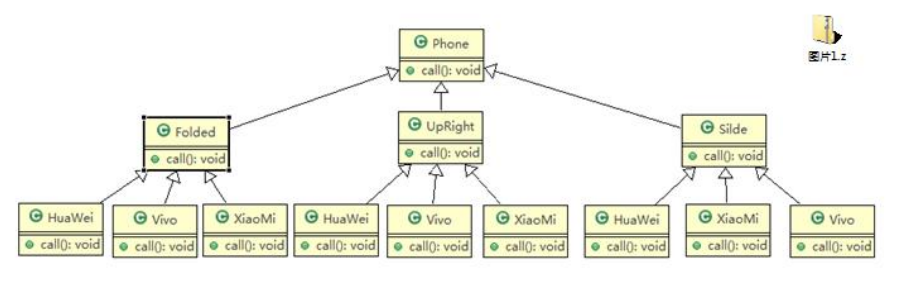 Phone
call(): void
图片1.z
Folded
call(): void
UpRight
call(): void
Silde
call(): void
HuaWei
call(): void
Vivo
call(): void
XiaoMi
call(): void
HuaWei
call(): void
Vivo
call(): void
XiaoMi
call(): void
HuaWei
call(): void
XiaoMi
call(): void
Vivo
call(): void